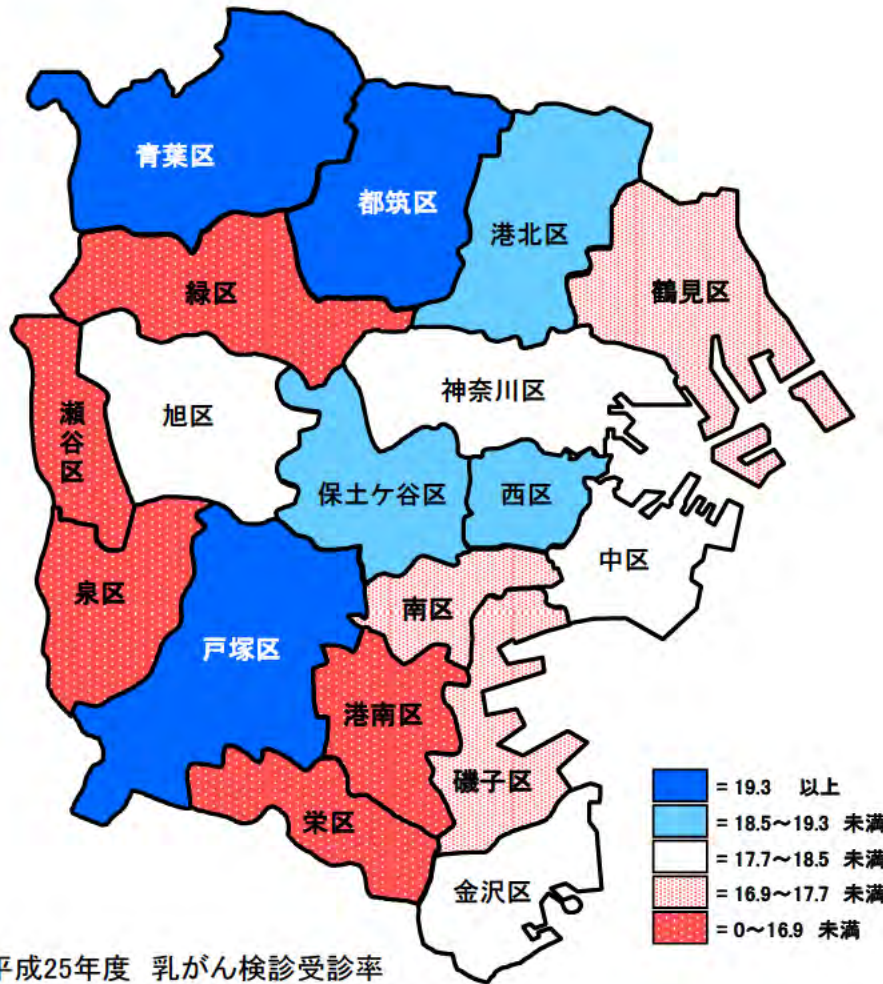 青葉区
都筑区
港北区
緑区
鶴見区
神奈川区
旭区
瀬谷区
保土ケ谷区
西区
中区
泉区
南区
戸塚区
港南区
磯子区
栄区
金沢区
= 19.3 以上
= 18.5～19.3 未満
= 17.7～18.5 未満
= 16.9～17.7 未満
= 0～16.9 未満
平成25年度 乳がん検診受診率